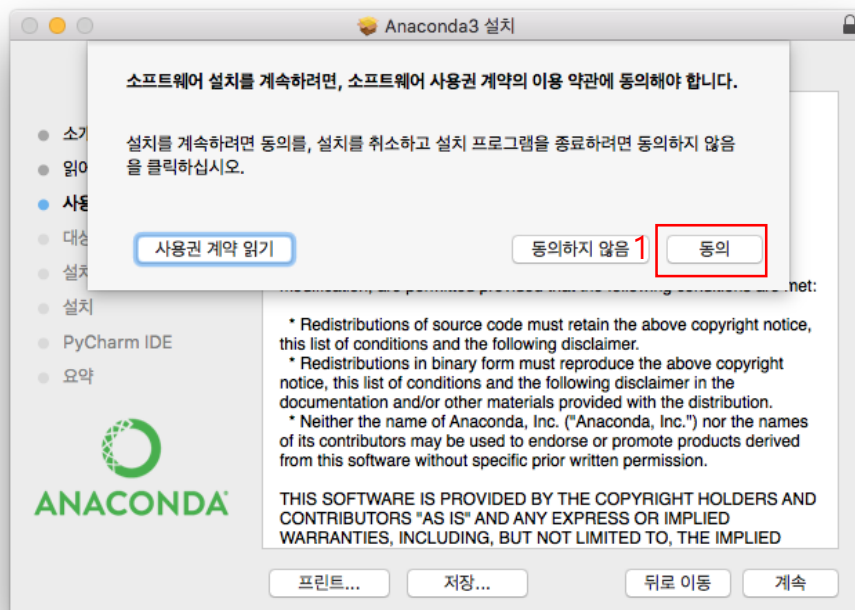 Anaconda3 설치
소프트웨어 설치를 계속하려면, 소프트웨어 사용권 계약의 이용 약관에 동의해야 합니다.
설치를 계속하려면 동의를, 설치를 취소하고 설치 프로그램을 종료하려면 동의하지 않음
을 클릭하십시오.
사용권 계약 읽기
동의하지 않음
1
동의
설치
PyCharm IDE
요약
ANACONDA
modification, are permitted provided that the following conditions are met:
* Redistributions of source code must retain the above copyright notice,
this list of conditions and the following disclaimer.
* Redistributions in binary form must reproduce the above copyright
notice, this list of conditions and the following disclaimer in the
documentation and/or other materials provided with the distribution.
* Neither the name of Anaconda, Inc. ("Anaconda, Inc.") nor the names
of its contributors may be used to endorse or promote products derived
from this software without specific prior written permission.
THIS SOFTWARE IS PROVIDED BY THE COPYRIGHT HOLDERS AND
CONTRIBUTORS "AS IS" AND ANY EXPRESS OR IMPLIED
WARRANTIES, INCLUDING, BUT NOT LIMITED TO, THE IMPLIED
프린트...
저장...
뒤로 이동
계속